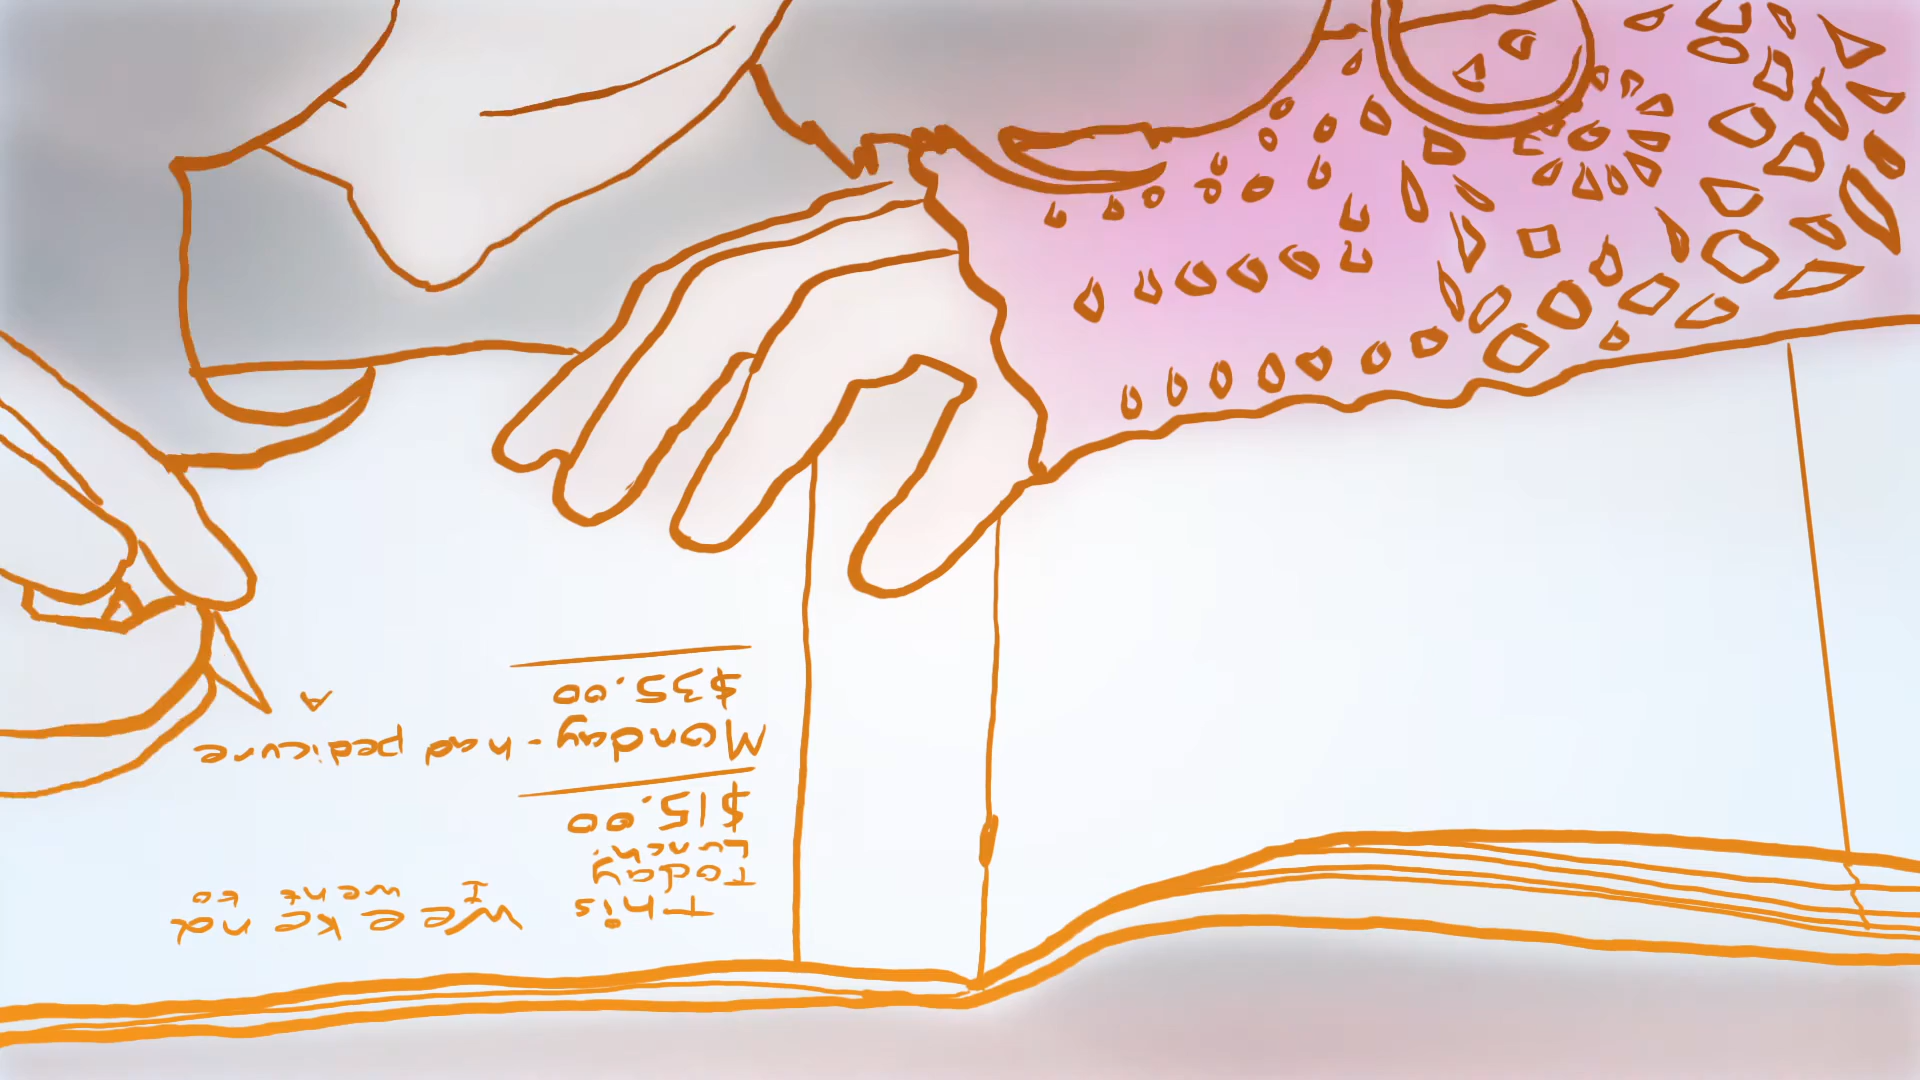 This Weekend
Today I went to
Lunch.
$15.00
Monday - had pedicure
$35.00 A